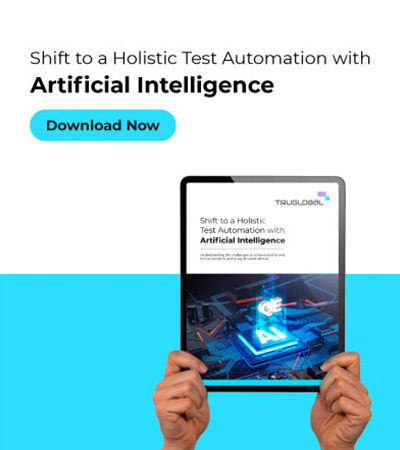 Shift to a Holistic Test Automation with
Artificial Intelligence
Download Now
TRUGLOBAL
Shift to a Holistic
Test Automation with
Artificial Intelligence
AI